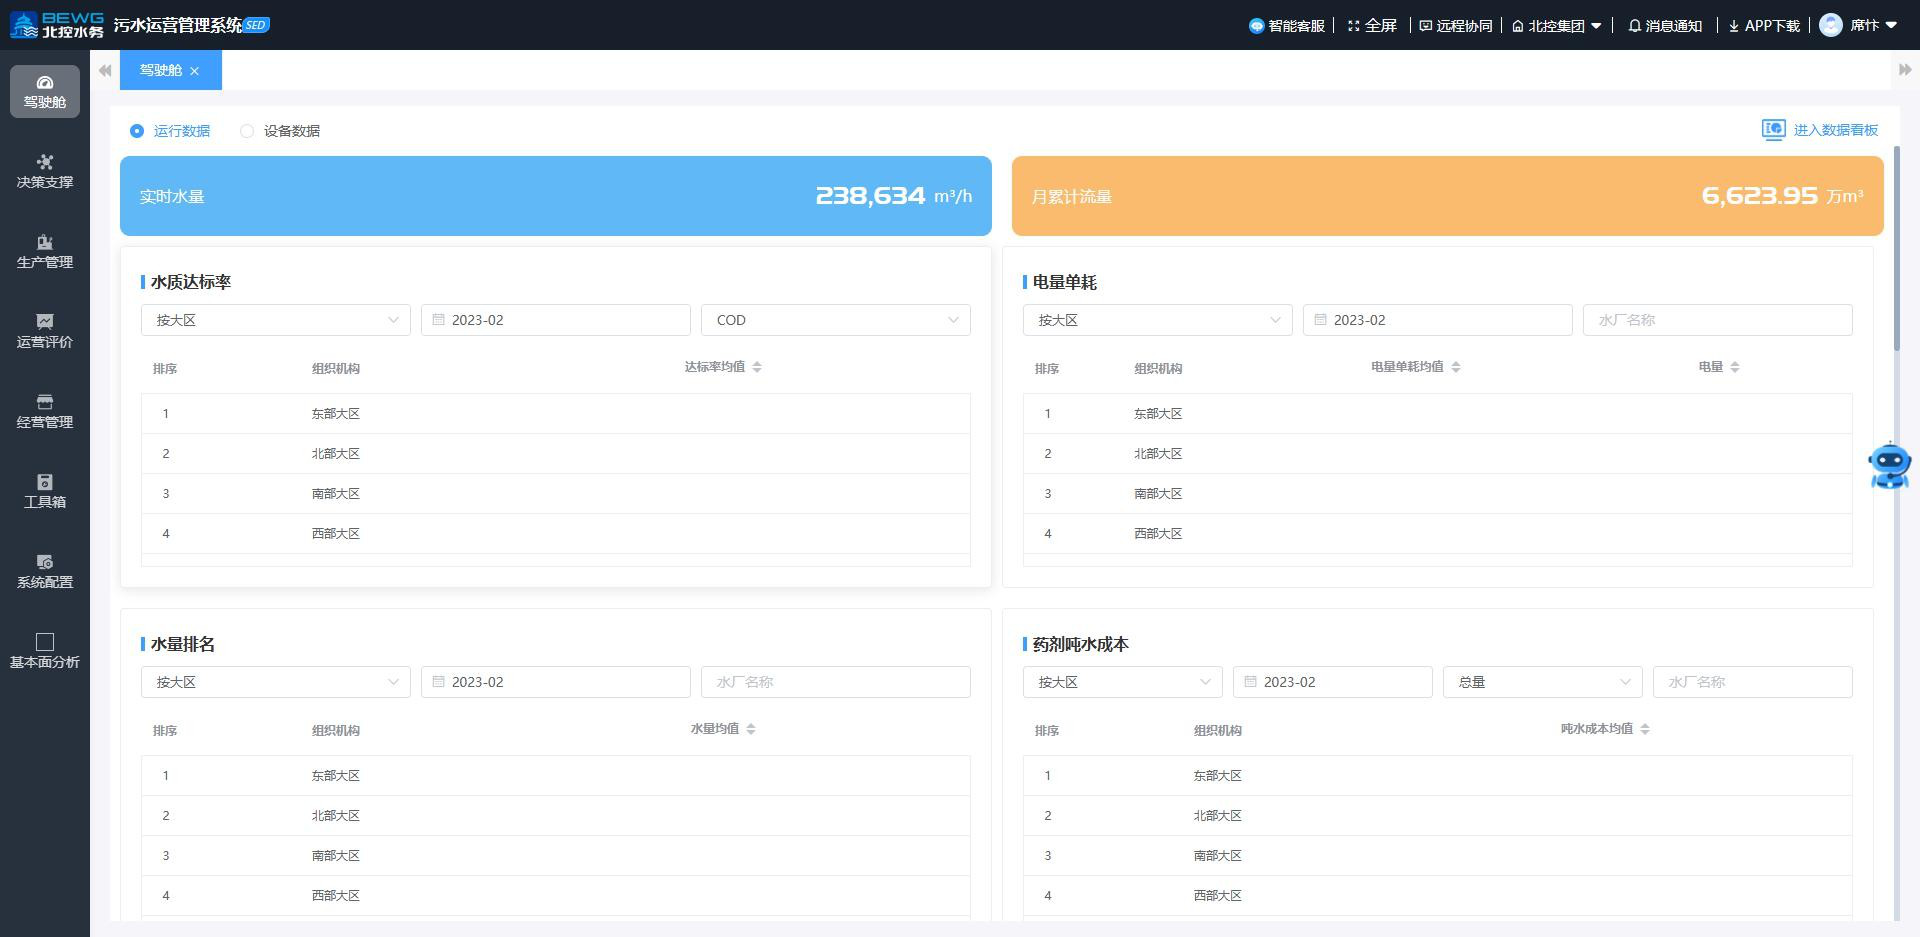 BEWG
北控水务
污水运营管理系统 SED
智能客服
全屏
远程协同
北控集团
消息通知
APP下载
席忭
驾驶舱
驾驶舱
决策支撑
生产管理
运营评价
经营管理
工具箱
系统配置
基本面分析
运行数据 设备数据
进入数据看板
实时水量 238,634 m³/h
月累计流量 6,623.95 万m³
水质达标率
按大区 2023-02 COD
排序 组织机构 达标率均值
1 东部大区
2 北部大区
3 南部大区
4 西部大区
电量单耗
按大区 2023-02 水厂名称
排序 组织机构 电量单耗均值 电量
1 东部大区
2 北部大区
3 南部大区
4 西部大区
水量排名
按大区 2023-02 水厂名称
排序 组织机构 水量均值
1 东部大区
2 北部大区
3 南部大区
4 西部大区
药剂吨水成本
按大区 2023-02 总量 水厂名称
排序 组织机构 吨水成本均值
1 东部大区
2 北部大区
3 南部大区
4 西部大区